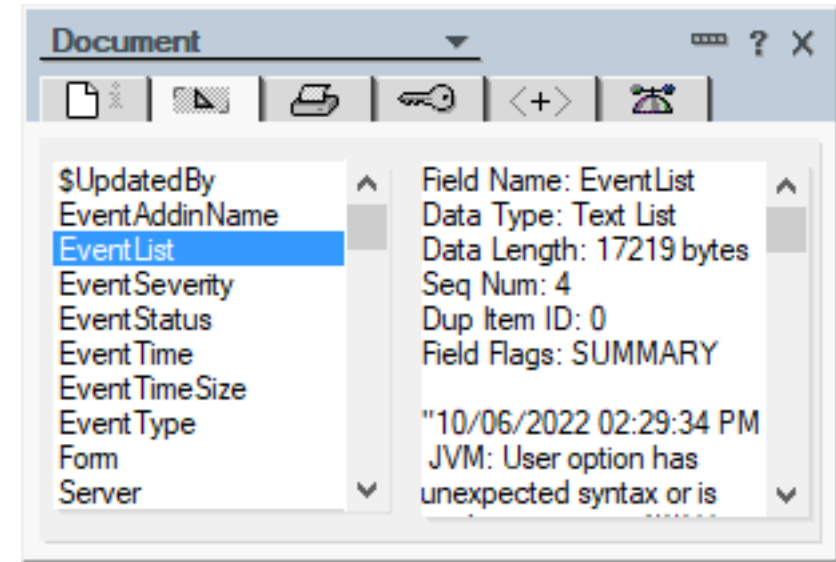 Document
?
<+>
$UpdatedBy
EventAddinName
EventList
EventSeverity
EventStatus
EventTime
EventTimeSize
EventType
Form
Server
Field Name: EventList
Data Type: Text List
Data Length: 17219 bytes
Seq Num: 4
Dup Item ID: 0
Field Flags: SUMMARY
"10/06/2022 02:29:34 PM
JVM: User option has
unexpected syntax or is